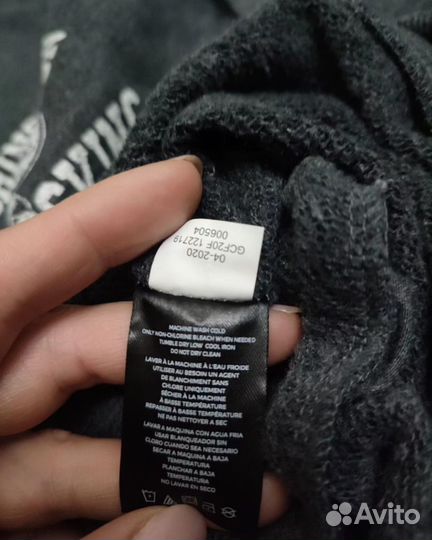 SKINS
04-2020
GCF20F 122719
006504
MACHINE WASH COLD
ONLY NON-CHLORINE BLEACH WHEN NEEDED
TUMBLE DRY LOW COOL IRON
DO NOT DRY CLEAN
LAVER À LA MACHINE À L'EAU FROIDE
UTILISER AU BESOIN UN AGENT
DE BLANCHIMENT SANS
CHLORE UNIQUEMENT
SÉCHER À LA MACHINE
À BASSE TEMPÉRATURE
REPASSER À BASSE TEMPÉRATURE
NE PAS NETTOYER À SEC
LAVAR A MAQUINA CON AGUA FRIA
USAR BLANQUEADOR SIN
CLORO CUANDO SEA NECESARIO
SECAR A MAQUINA A BAJA
TEMPERATURA
PLANCHAR A BAJA
TEMPERATURA
NO LAVAR EN SECO
Avito